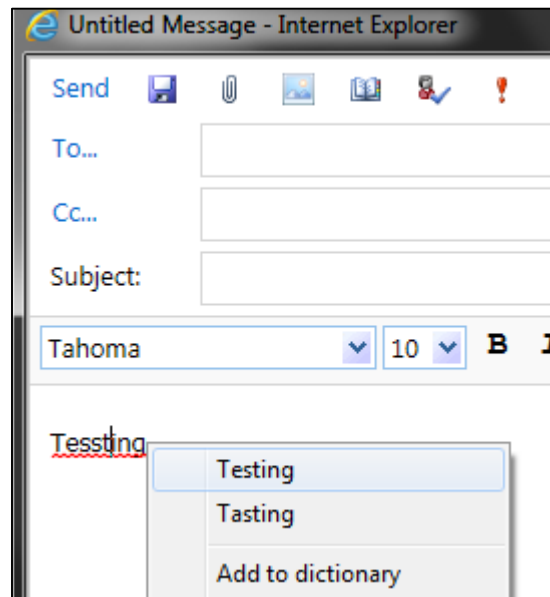 Untitled Message - Internet Explorer
Send
To...
Cc...
Subject:
Tahoma 10 B I
Tessting
Testing
Tasting
Add to dictionary